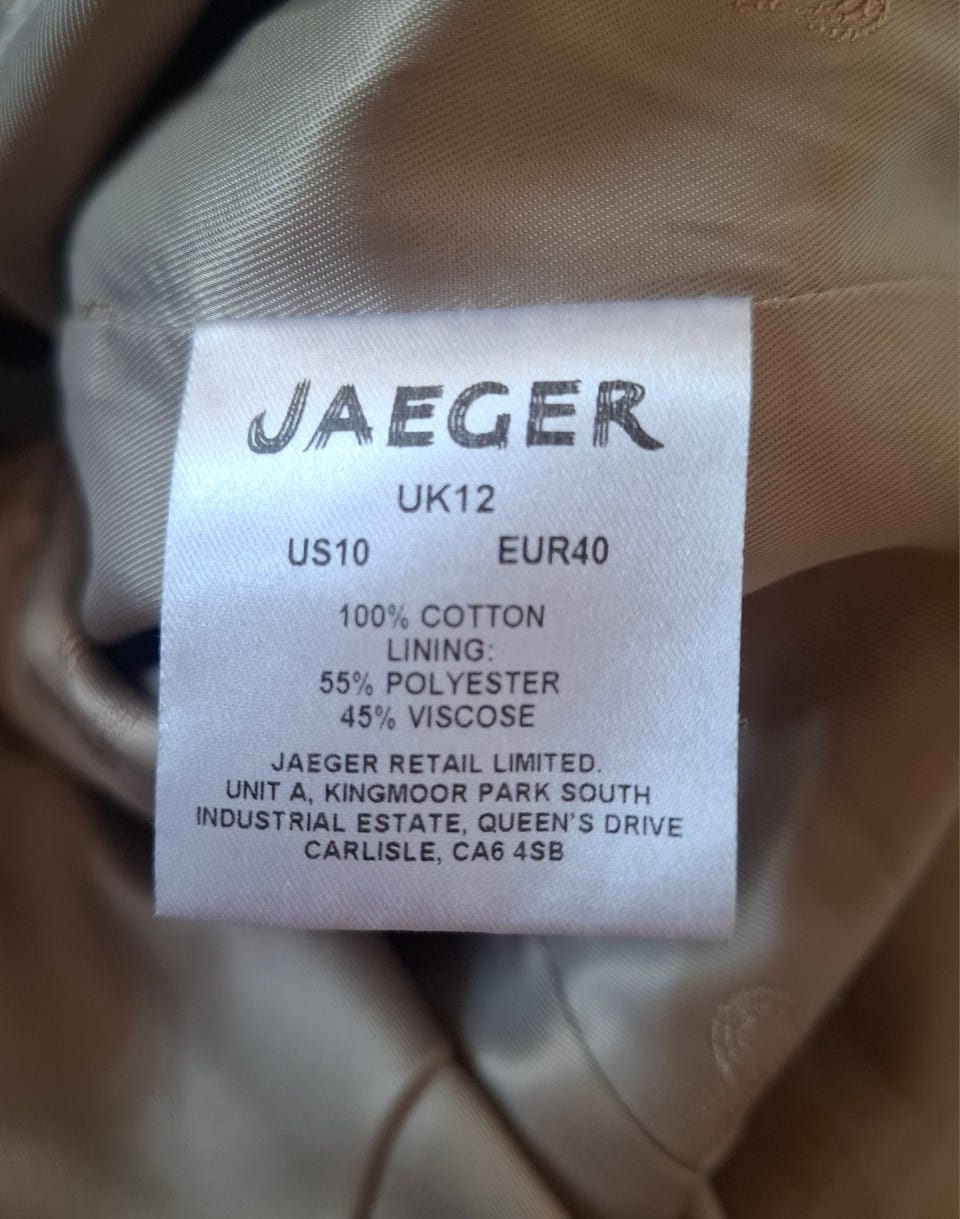 JAEGER
UK12
US10 EUR40
100% COTTON
LINING:
55% POLYESTER
45% VISCOSE
JAEGER RETAIL LIMITED.
UNIT A, KINGMOOR PARK SOUTH
INDUSTRIAL ESTATE, QUEEN'S DRIVE
CARLISLE, CA6 4SB